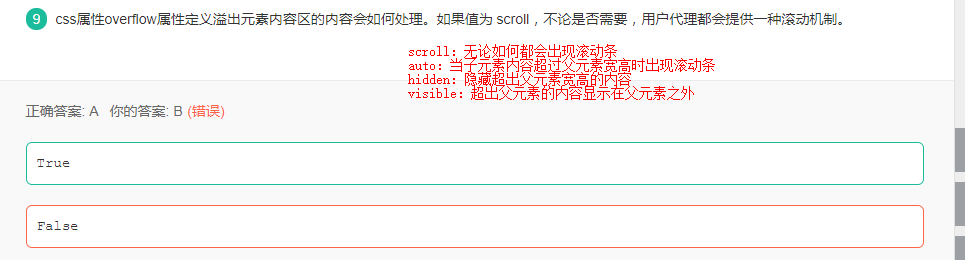 9 css属性overflow属性定义溢出元素内容区的内容会如何处理。如果值为 scroll，不论是否需要，用户代理都会提供一种滚动机制。
scroll：无论如何都会出现滚动条
auto：当子元素内容超过父元素宽高时出现滚动条
hidden：隐藏超出父元素宽高的内容
visible：超出父元素的内容显示在父元素之外
正确答案: A 你的答案: B (错误)
True
False